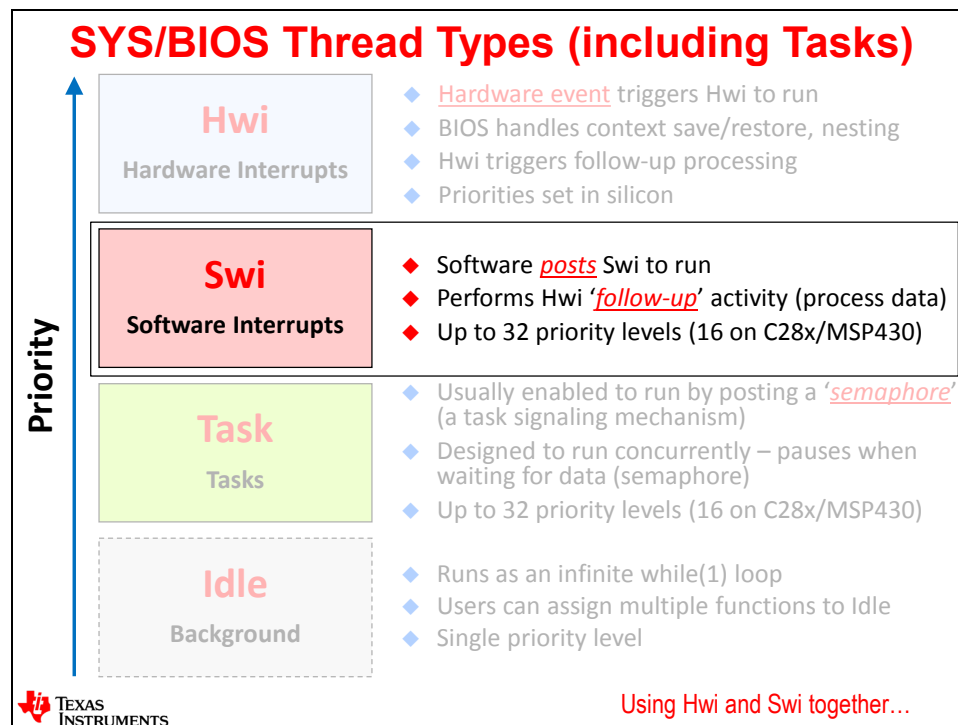 SYS/BIOS Thread Types (including Tasks)
Priority
Hwi
Hardware Interrupts
◆ Hardware event triggers Hwi to run
◆ BIOS handles context save/restore, nesting
◆ Hwi triggers follow-up processing
◆ Priorities set in silicon
Swi
Software Interrupts
◆ Software posts Swi to run
◆ Performs Hwi ‘follow-up’ activity (process data)
◆ Up to 32 priority levels (16 on C28x/MSP430)
Task
Tasks
◆ Usually enabled to run by posting a ‘semaphore’
(a task signaling mechanism)
◆ Designed to run concurrently – pauses when
waiting for data (semaphore)
◆ Up to 32 priority levels (16 on C28x/MSP430)
Idle
Background
◆ Runs as an infinite while(1) loop
◆ Users can assign multiple functions to Idle
◆ Single priority level
TEXAS
INSTRUMENTS
Using Hwi and Swi together…